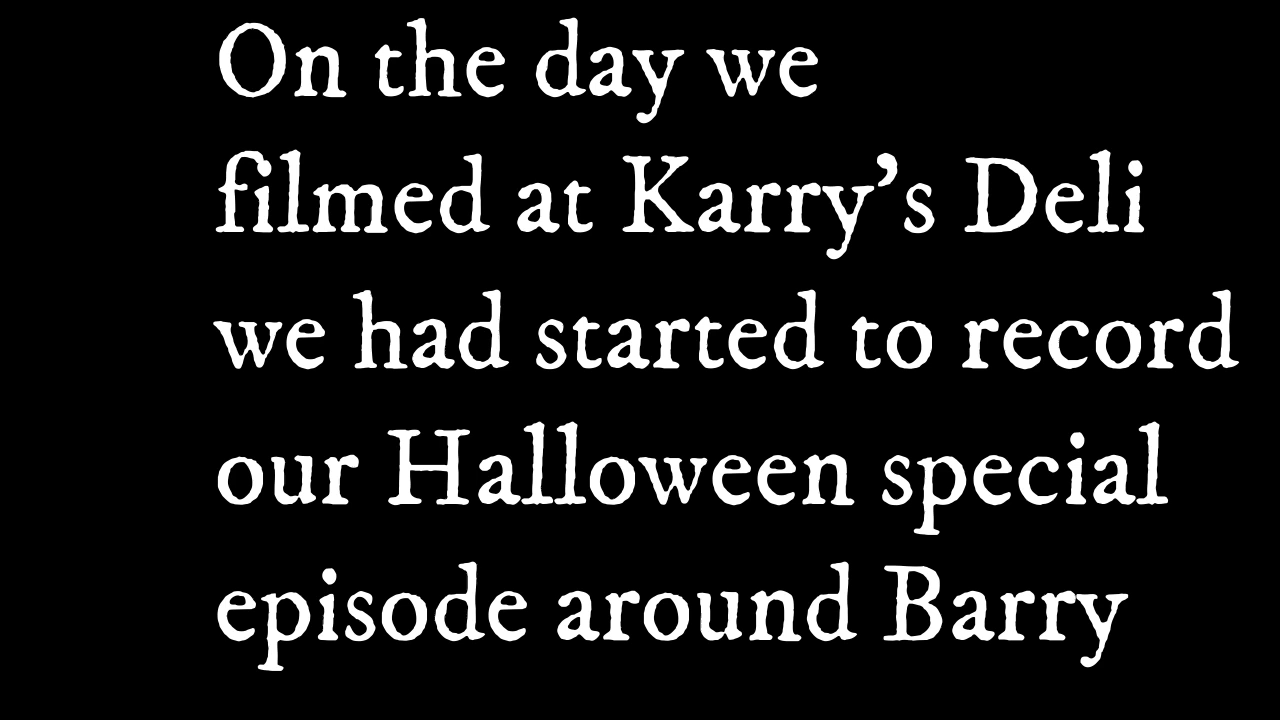 On the day we
filmed at Karry’s Deli
we had started to record
our Halloween special
episode around Barry